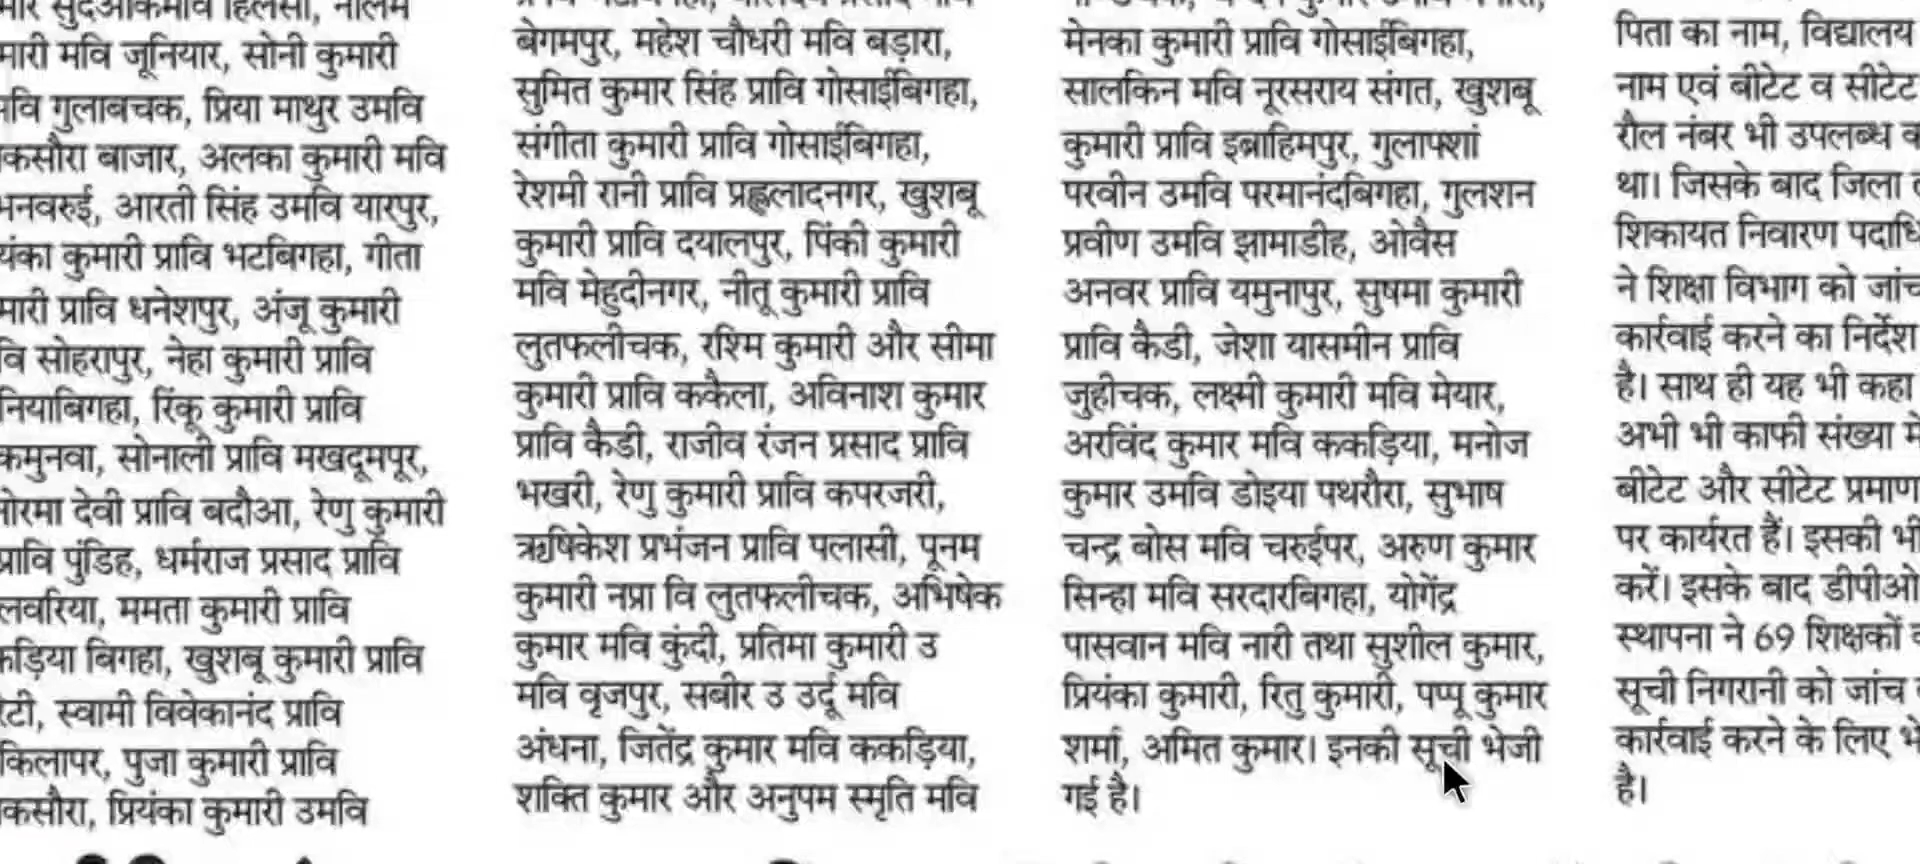 हिलसा, नीलम
मारी मवि जूनियार, सोनी कुमारी
मवि गुलाबचक, प्रिया माथुर उमवि
कसौरा बाजार, अलका कुमारी मवि
मनवरुई, आरती सिंह उमवि यारपुर,
यंका कुमारी प्रावि भटबिगहा, गीता
मारी प्रावि धनेशपुर, अंजू कुमारी
वि सोहरापुर, नेहा कुमारी प्रावि
नियाबिगहा, रिंकू कुमारी प्रावि
कमुनवा, सोनाली प्रावि मखदूमपूर,
नोरमा देवी प्रावि बदौआ, रेणु कुमारी
प्रावि पुंडिह, धर्मराज प्रसाद प्रावि
लवरिया, ममता कुमारी प्रावि
कड़िया बिगहा, खुशबू कुमारी प्रावि
रेटी, स्वामी विवेकानंद प्रावि
किलापर, पुजा कुमारी प्रावि
कसौरा, प्रियंका कुमारी उमवि
बेगमपुर, महेश चौधरी मवि बड़ारा,
सुमित कुमार सिंह प्रावि गोसाईबिगहा,
संगीता कुमारी प्रावि गोसाईबिगहा,
रेशमी रानी प्रावि प्रह्लादनगर, खुशबू
कुमारी प्रावि दयालपुर, पिंकी कुमारी
मवि मेहुदीनगर, नीतू कुमारी प्रावि
लुतफलीचक, रश्मि कुमारी और सीमा
कुमारी प्रावि ककैला, अविनाश कुमार
प्रावि कैडी, राजीव रंजन प्रसाद प्रावि
भखरी, रेणु कुमारी प्रावि कपरजरी,
ऋषिकेश प्रभंजन प्रावि पलासी, पूनम
कुमारी नप्रा वि लुतफलीचक, अभिषेक
कुमार मवि कुंदी, प्रतिमा कुमारी उ
मवि वृजपुर, सबीर उ उर्दू मवि
अंधना, जितेंद्र कुमार मवि ककड़िया,
शक्ति कुमार और अनुपम स्मृति मवि
मेनका कुमारी प्रावि गोसाईबिगहा,
सालकिन मवि नूरसराय संगत, खुशबू
कुमारी प्रावि इब्राहिमपुर, गुलाफ्शां
परवीन उमवि परमानंदबिगहा, गुलशन
प्रवीण उमवि झामाडीह, ओवैस
अनवर प्रावि यमुनापुर, सुषमा कुमारी
प्रावि कैडी, जेशा यासमीन प्रावि
जुहीचक, लक्ष्मी कुमारी मवि मेयार,
अरविंद कुमार मवि ककड़िया, मनोज
कुमार उमवि डोइया पथरौरा, सुभाष
चन्द्र बोस मवि चरुईपर, अरुण कुमार
सिन्हा मवि सरदारबिगहा, योगेंद्र
पासवान मवि नारी तथा सुशील कुमार,
प्रियंका कुमारी, रितु कुमारी, पप्पू कुमार
शर्मा, अमित कुमार। इनकी सूची भेजी
गई है।
पिता का नाम, विद्यालय
नाम एवं बीटेट व सीटेट
रौल नंबर भी उपलब्ध
था। जिसके बाद जिला
शिकायत निवारण पदाधि
ने शिक्षा विभाग को जांच
कार्रवाई करने का निर्देश
है। साथ ही यह भी कहा
अभी भी काफी संख्या में
बीटेट और सीटेट प्रमाण
पर कार्यरत हैं। इसकी भी
करें। इसके बाद डीपीओ
स्थापना ने 69 शिक्षकों
सूची निगरानी को जांच
कार्रवाई करने के लिए
है।